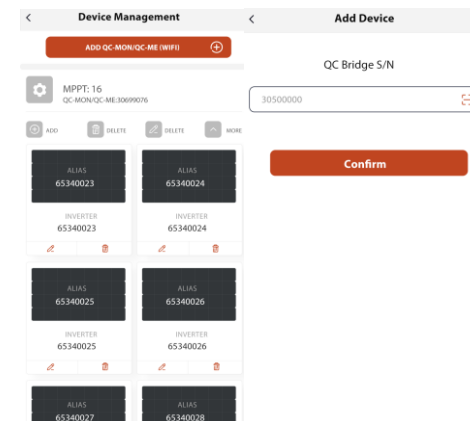 Device Management
ADD QC-MON/QC-ME (WIFI)
MPPT: 16
QC-MON/QC-ME:30699076
ADD DELETE DELETE MORE
ALIAS ALIAS
65340023 65340024
INVERTER INVERTER
65340023 65340024
ALIAS ALIAS
65340025 65340026
INVERTER INVERTER
65340025 65340026
ALIAS ALIAS
65340027 65340028
Add Device
QC Bridge S/N
30500000
Confirm